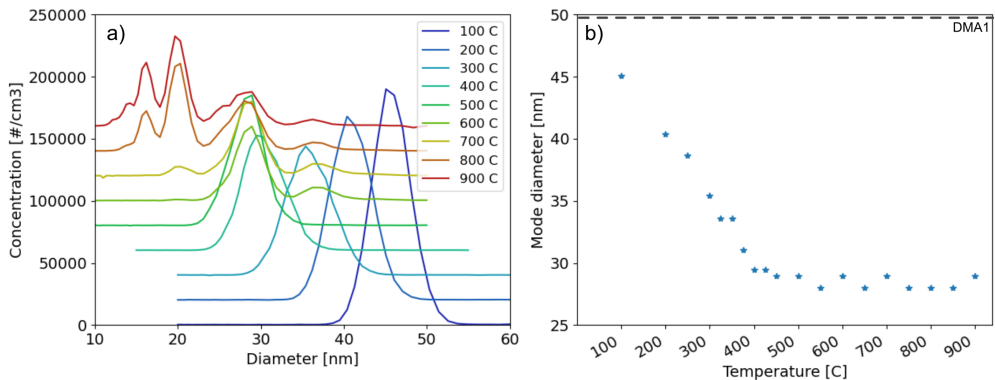 a)
250000
200000
150000
100000
50000
0
Concentration [#/cm3]
10 20 30 40 50 60
Diameter [nm]
100 C
200 C
300 C
400 C
500 C
600 C
700 C
800 C
900 C
b)
DMA1
50
45
40
35
30
25
Mode diameter [nm]
100 200 300 400 500 600 700 800 900
Temperature [C]